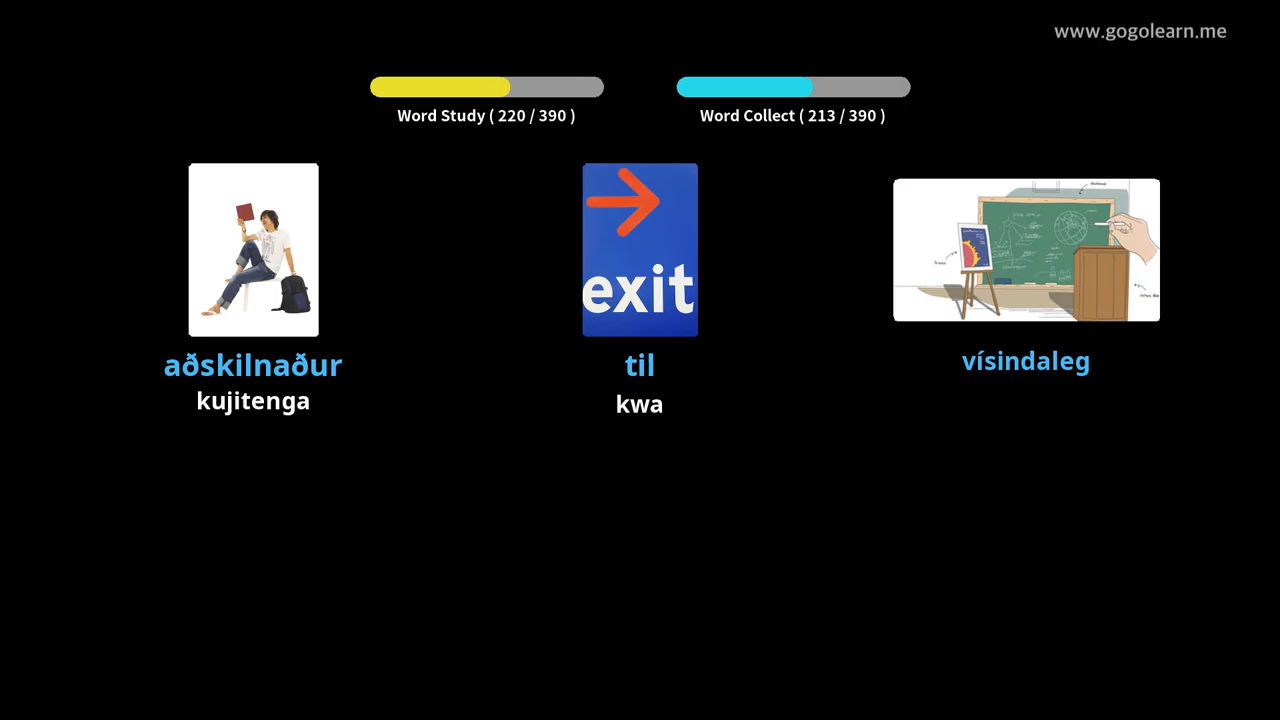 www.gogolearn.me
Word Study ( 220 / 390 )
Word Collect ( 213 / 390 )
exit
aðskilnaður
til
vísindaleg
kujitenga
kwa